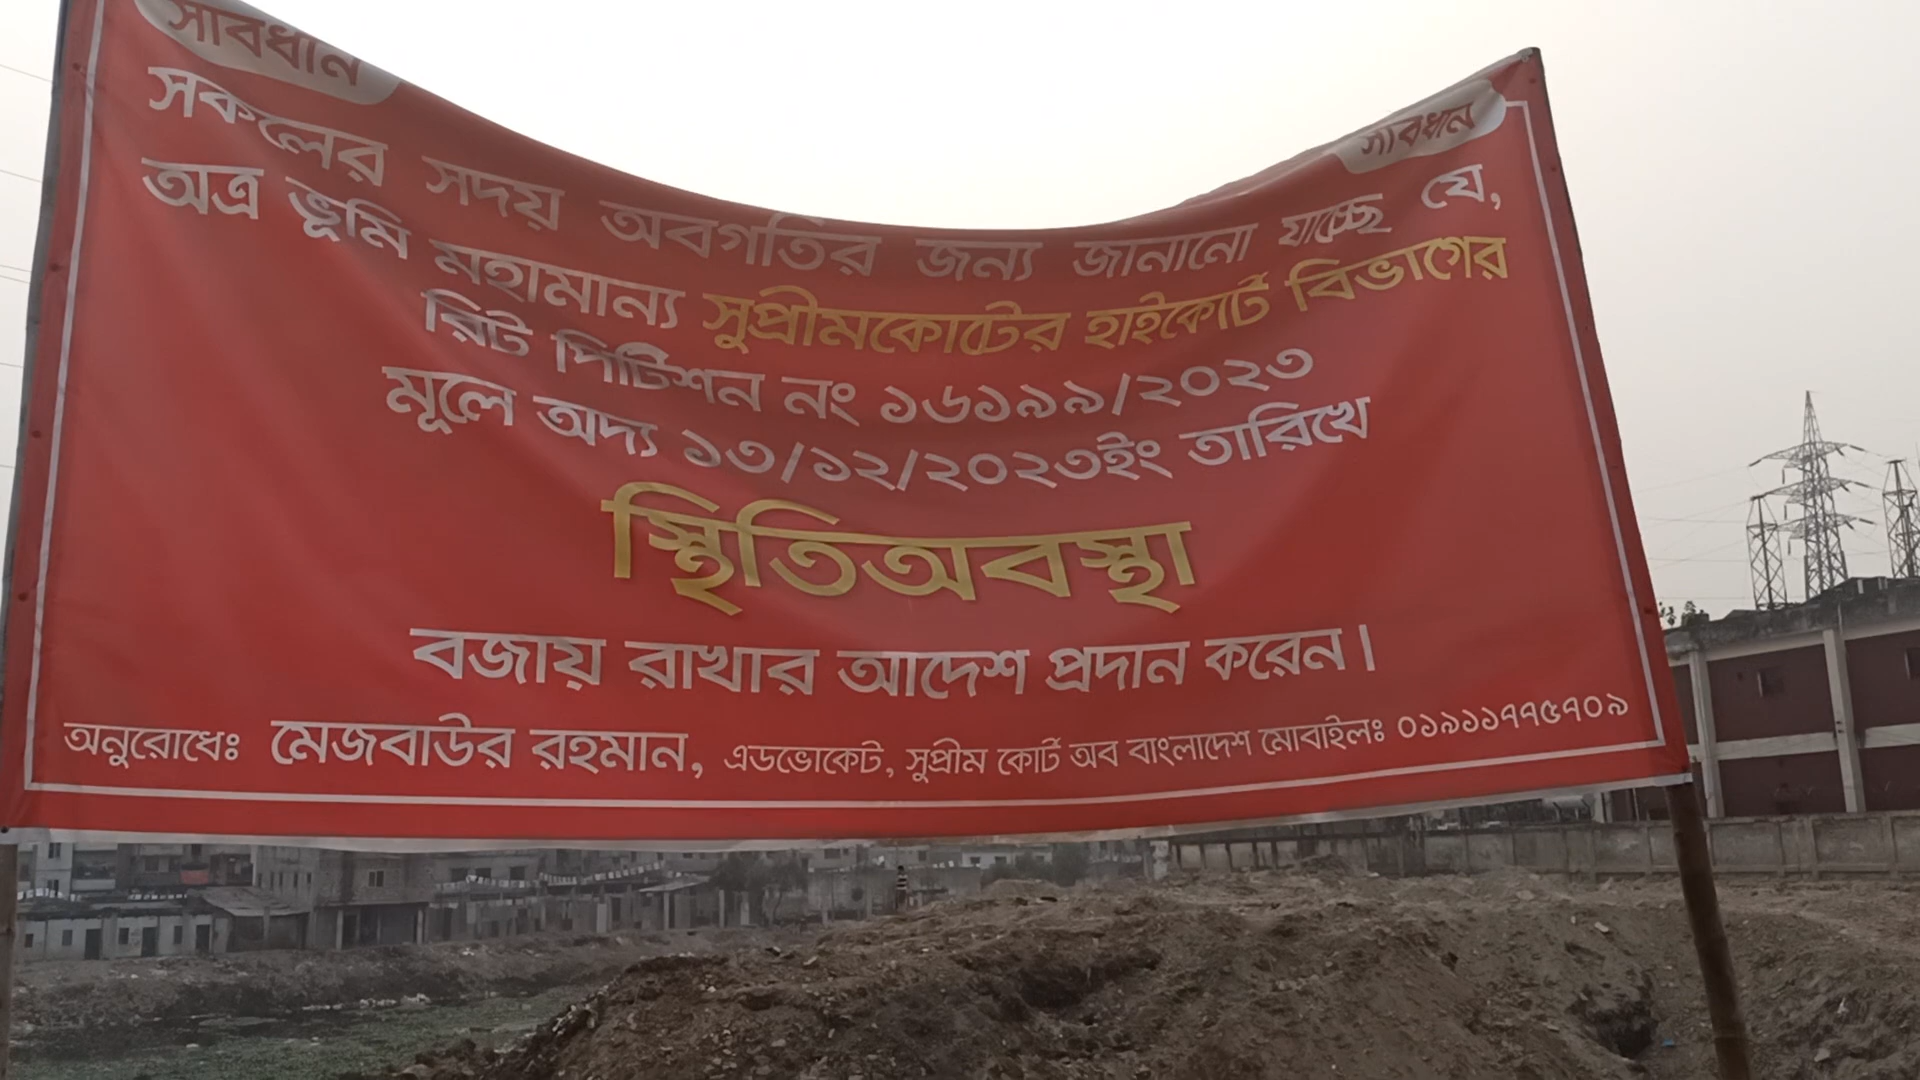 সাবধান
সাবধান
সকলের সদয় অবগতির জন্য জানানো যাচ্ছে যে,
অত্র ভূমি মহামান্য সুপ্রীমকোর্টের হাইকোর্ট বিভাগের
রিট পিটিশন নং ১৬১৯৯/২০২৩
মূলে অদ্য ১৩/১২/২০২৩ইং তারিখে
স্থিতিঅবস্থা
বজায় রাখার আদেশ প্রদান করেন।
অনুরোধেঃ মেজবাউর রহমান, এডভোকেট, সুপ্রীম কোর্ট অব বাংলাদেশ মোবাইলঃ ০১৯১১৭৭৫৭০৯